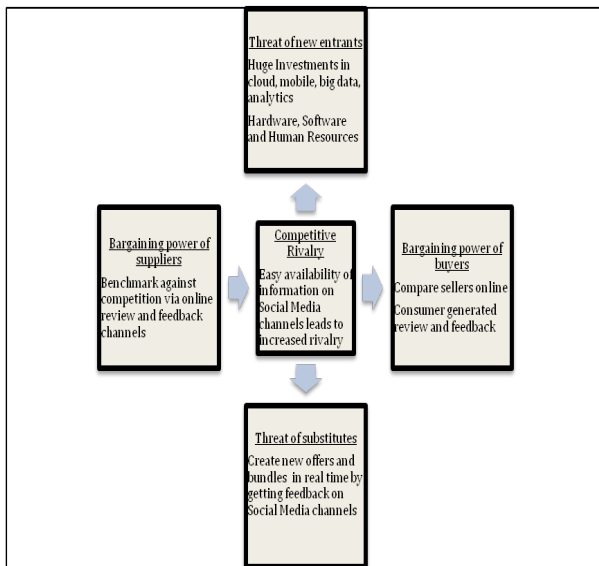 Threat of new entrants
Huge Investments in
cloud, mobile, big data,
analytics
Hardware, Software
and Human Resources
Bargaining power of
suppliers
Benchmark against
competition via online
review and feedback
channels
Competitive
Rivalry
Easy availability of
information on
Social Media
channels leads to
increased rivalry
Bargaining power of
buyers
Compare sellers online
Consumer generated
review and feedback
Threat of substitutes
Create new offers and
bundles in real time by
getting feedback on
Social Media channels